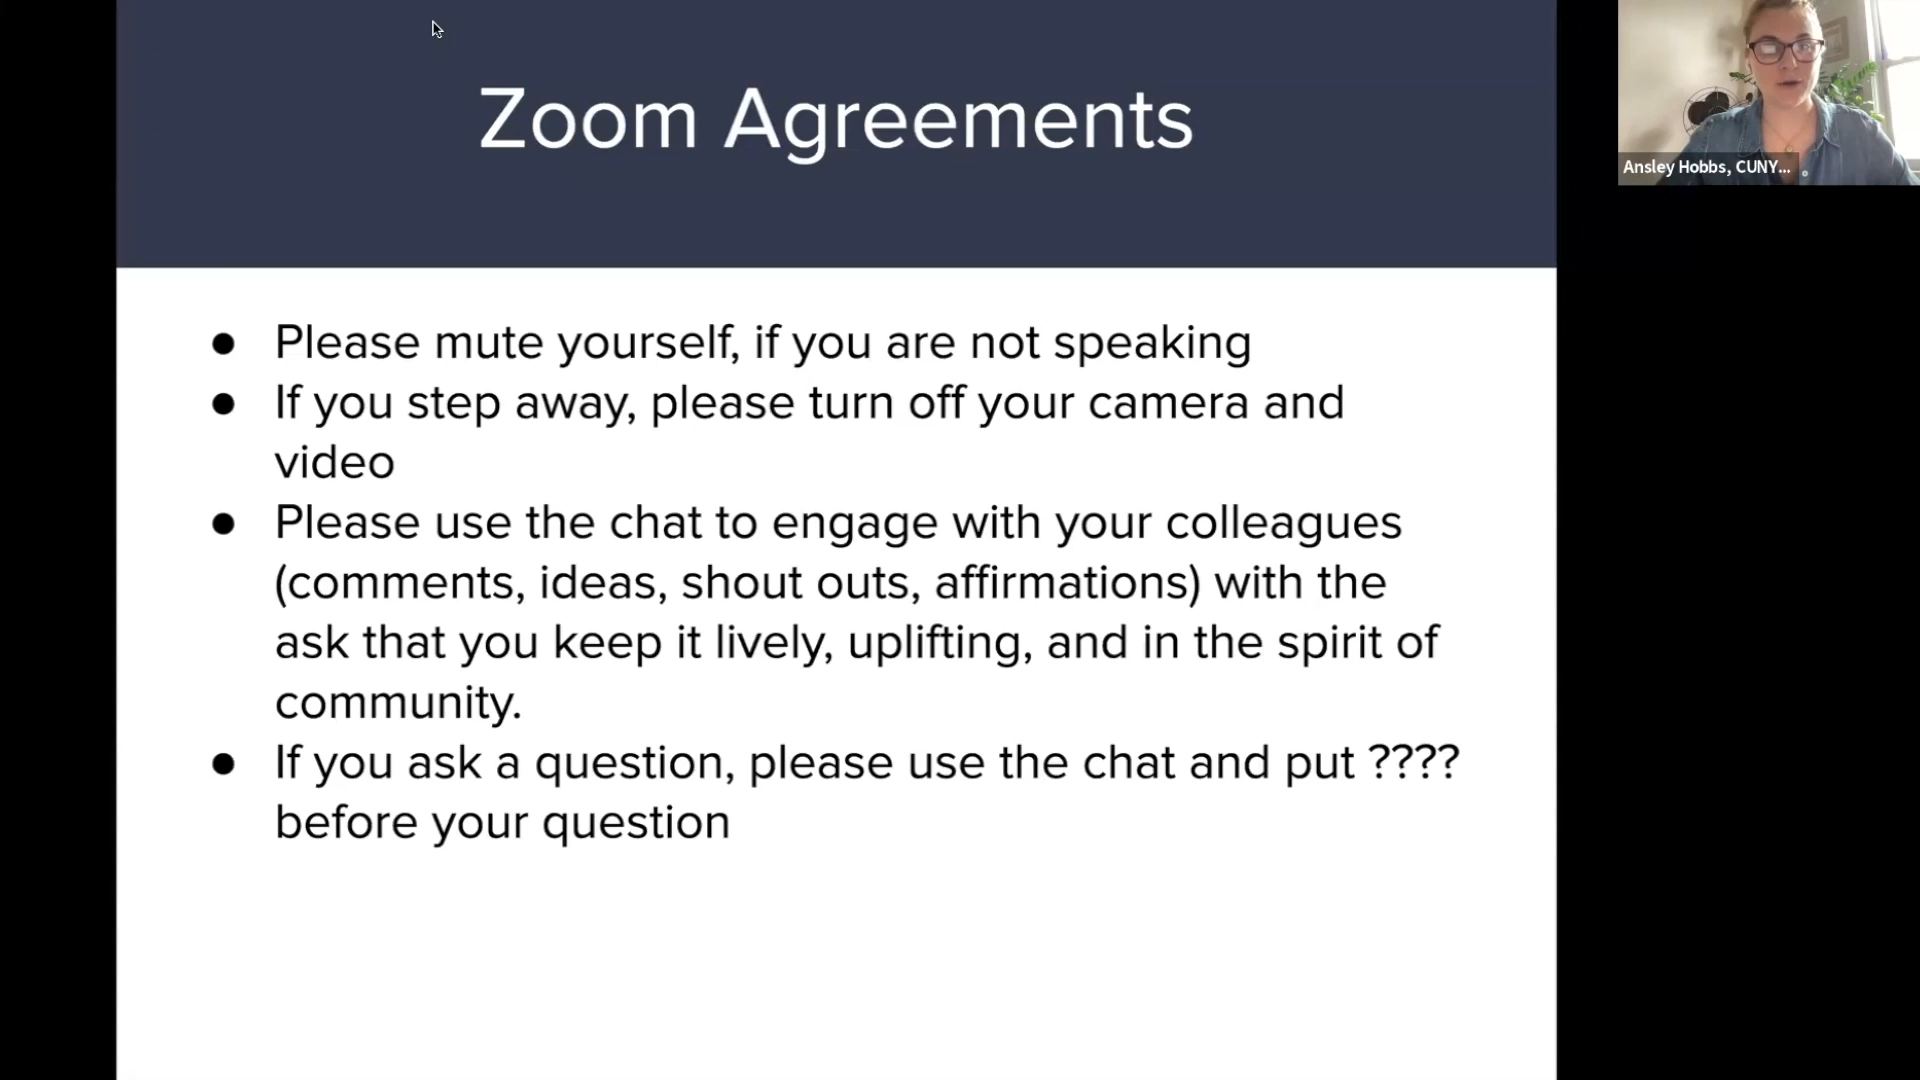 Zoom Agreements
Ansley Hobbs, CUNY...
● Please mute yourself, if you are not speaking
● If you step away, please turn off your camera and
video
● Please use the chat to engage with your colleagues
(comments, ideas, shout outs, affirmations) with the
ask that you keep it lively, uplifting, and in the spirit of
community.
● If you ask a question, please use the chat and put ????
before your question